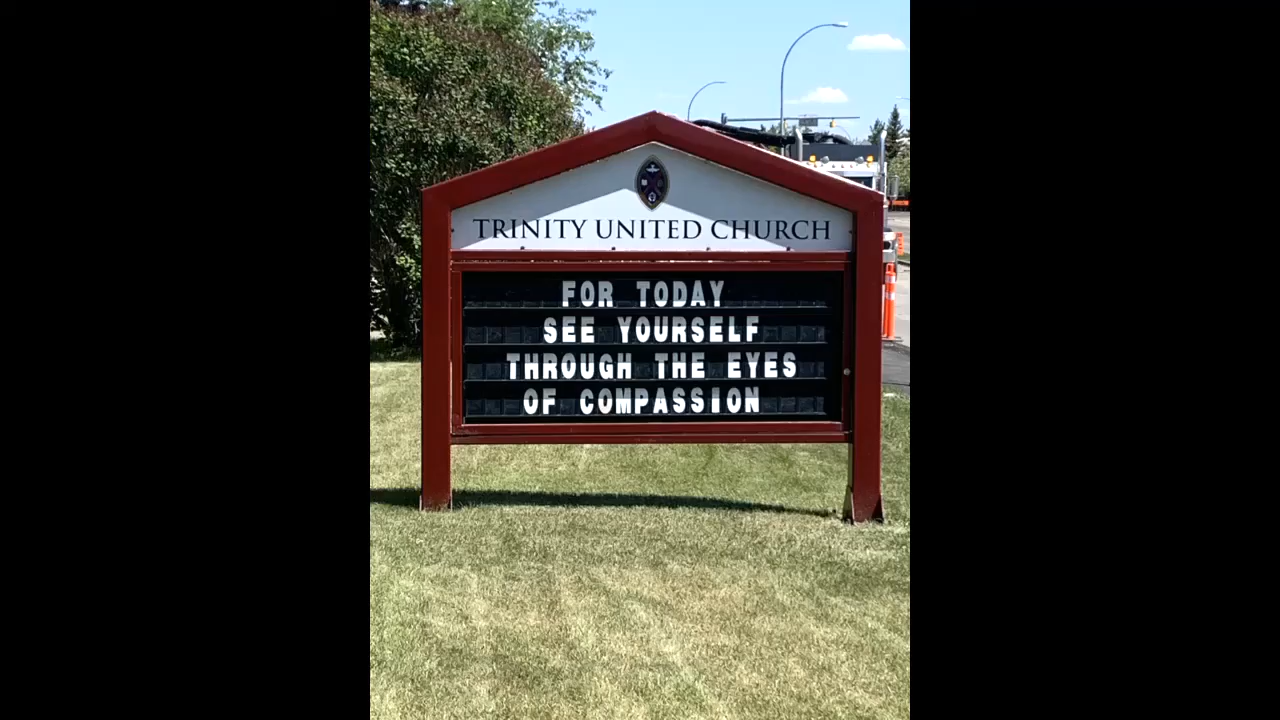 TRINITY UNITED CHURCH
FOR TODAY
SEE YOURSELF
THROUGH THE EYES
OF COMPASSION